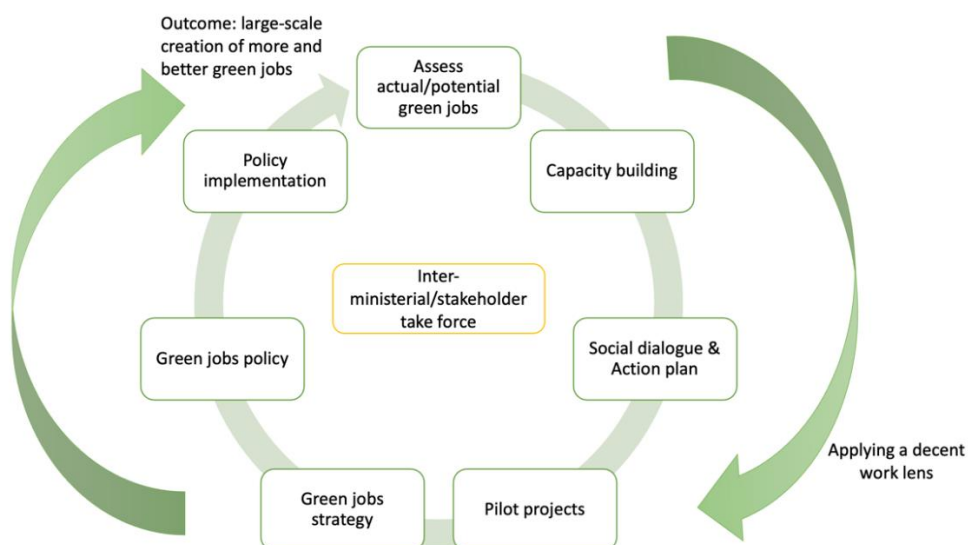 Outcome: large-scale
creation of more and
better green jobs
Assess
actual/potential
green jobs
Policy
implementation
Capacity building
Inter-
ministerial/stakeholder
take force
Green jobs policy
Social dialogue &
Action plan
Applying a decent
work lens
Green jobs
strategy
Pilot projects